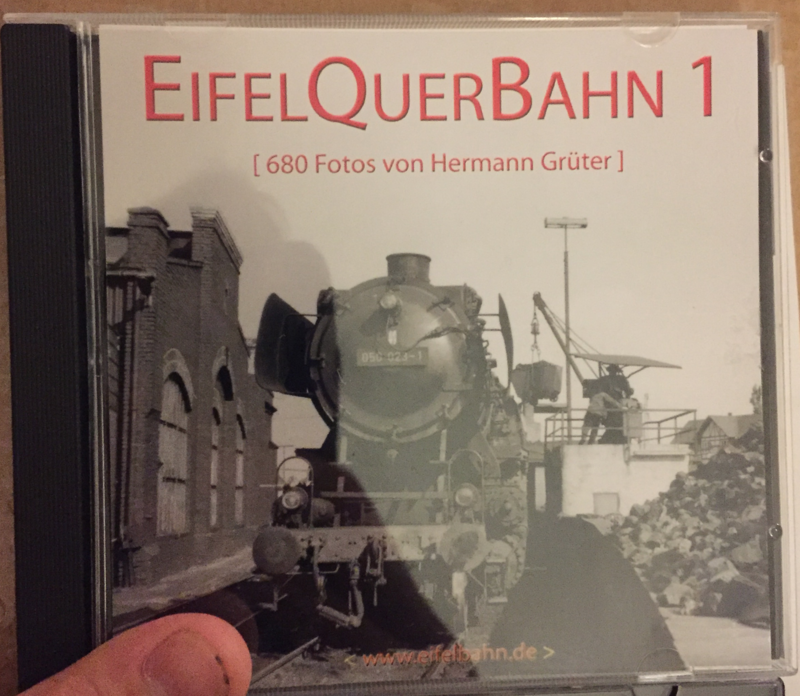 EIFELQUERBAHN 1
[ 680 Fotos von Hermann Grüter ]
< www.eifelbahn.de >